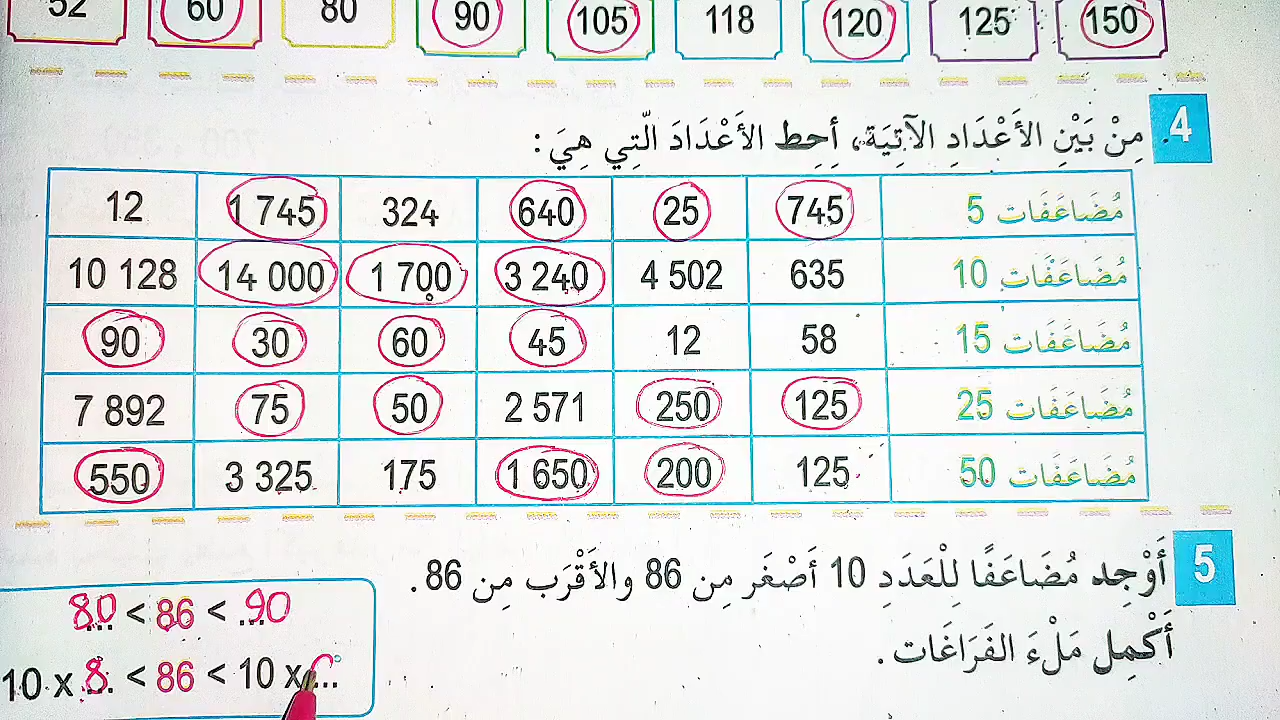 52 60 80 90 105 118 120 125 150
4 مِنْ بَيْنِ الأَعْدَادِ الآتِيَة، أَحِط الأَعْدَادَ الّتِي هِيَ :
مُضَاعَفَات 5 745 25 640 324 1 745 12
مُضَاعَفَات 10 635 4 502 3 240 1 700 14 000 10 128
مُضَاعَفَات 15 58 12 45 60 30 90
مُضَاعَفَات 25 125 250 2 571 50 75 7 892
مُضَاعَفَات 50 125 200 1 650 175 3 325 550
5 أَوْجِد مُضَاعَفًا لِلْعَدَدِ 10 أَصْغَر مِن 86 والأَقْرَب مِن 86 .
أَكْمِل مَلْءَ الفَرَاغَات .
80 < 86 < 90
10 x 8 < 86 < 10 x ...